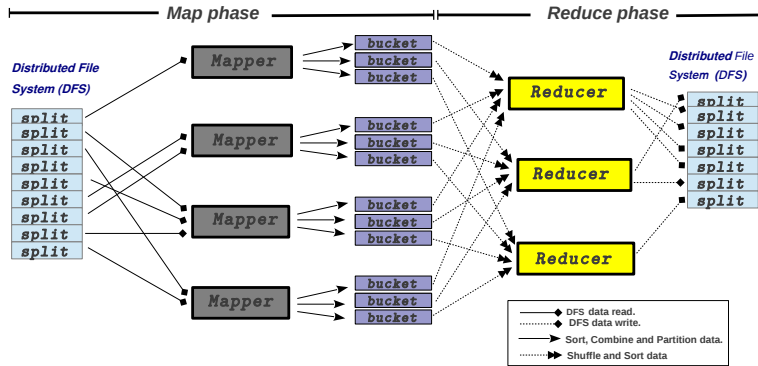 Map phase
Reduce phase
Distributed File
System (DFS)
split
split
split
split
split
split
split
split
split
Mapper
Mapper
Mapper
Mapper
bucket
bucket
bucket
bucket
bucket
bucket
bucket
bucket
bucket
bucket
bucket
bucket
Reducer
Reducer
Reducer
Distributed File
System (DFS)
split
split
split
split
split
split
split
DFS data read.
DFS data write.
Sort, Combine and Partition data.
Shuffle and Sort data